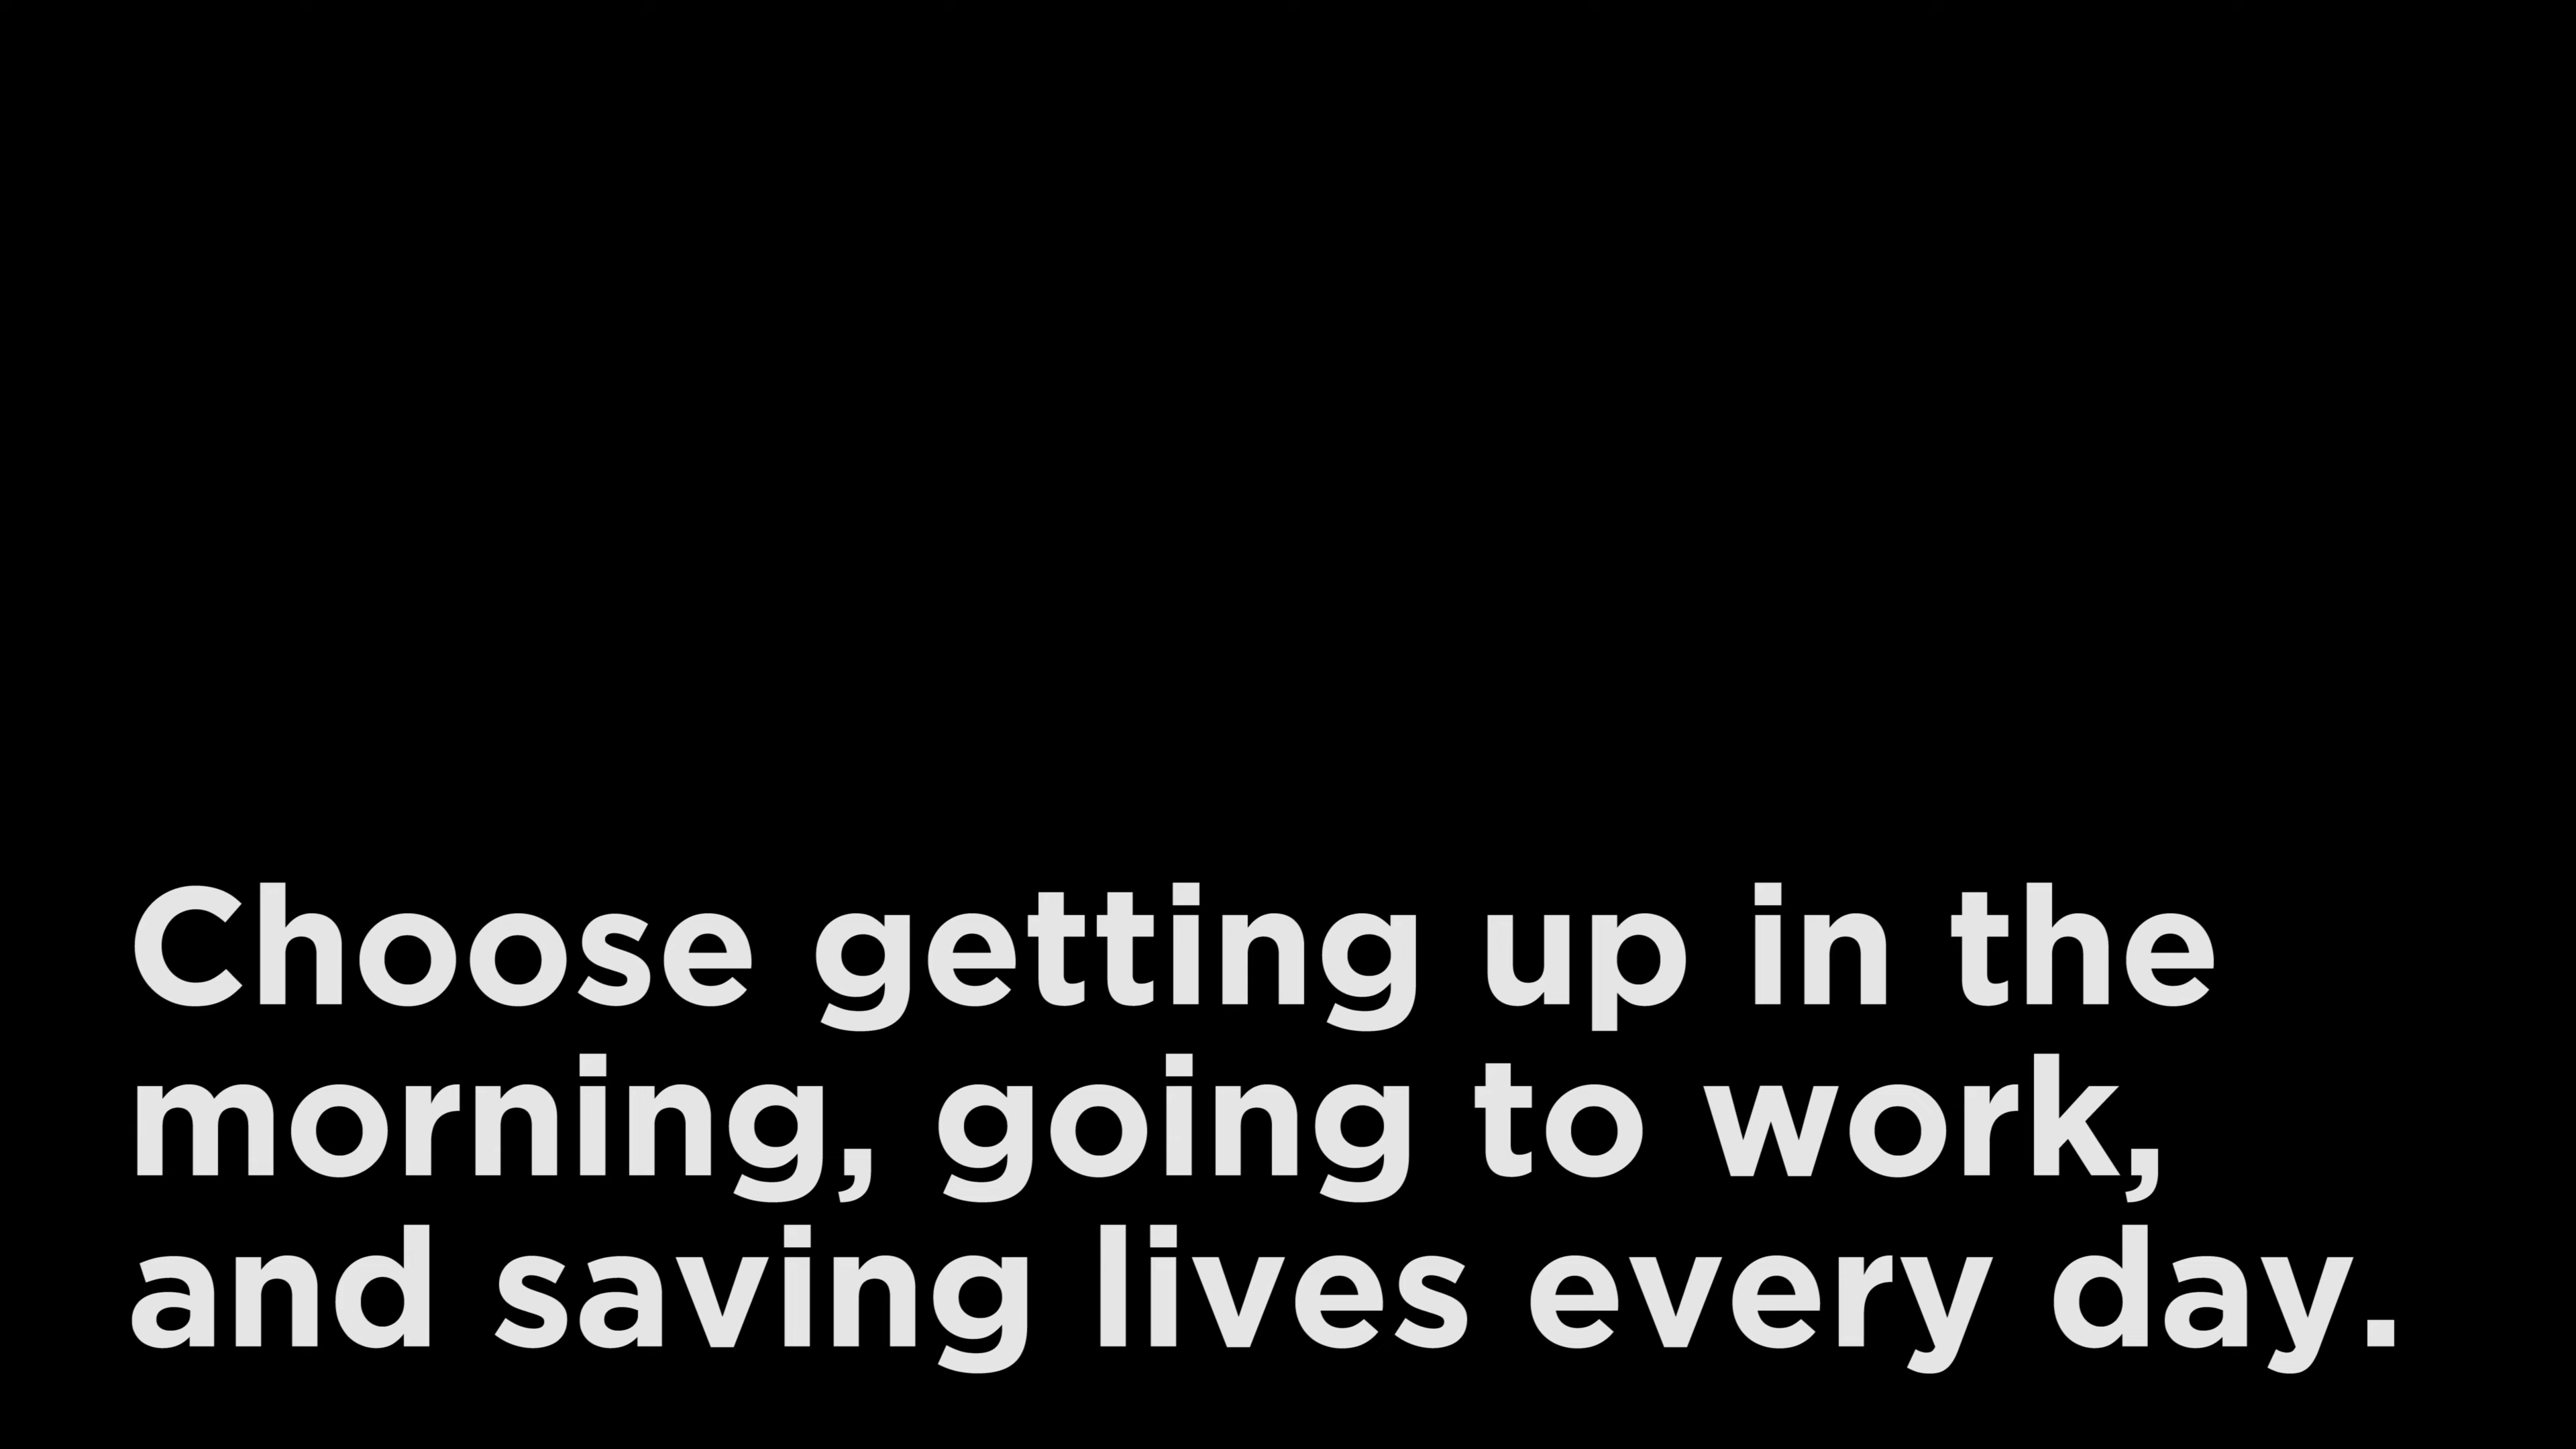 Choose getting up in the
morning, going to work,
and saving lives every day.